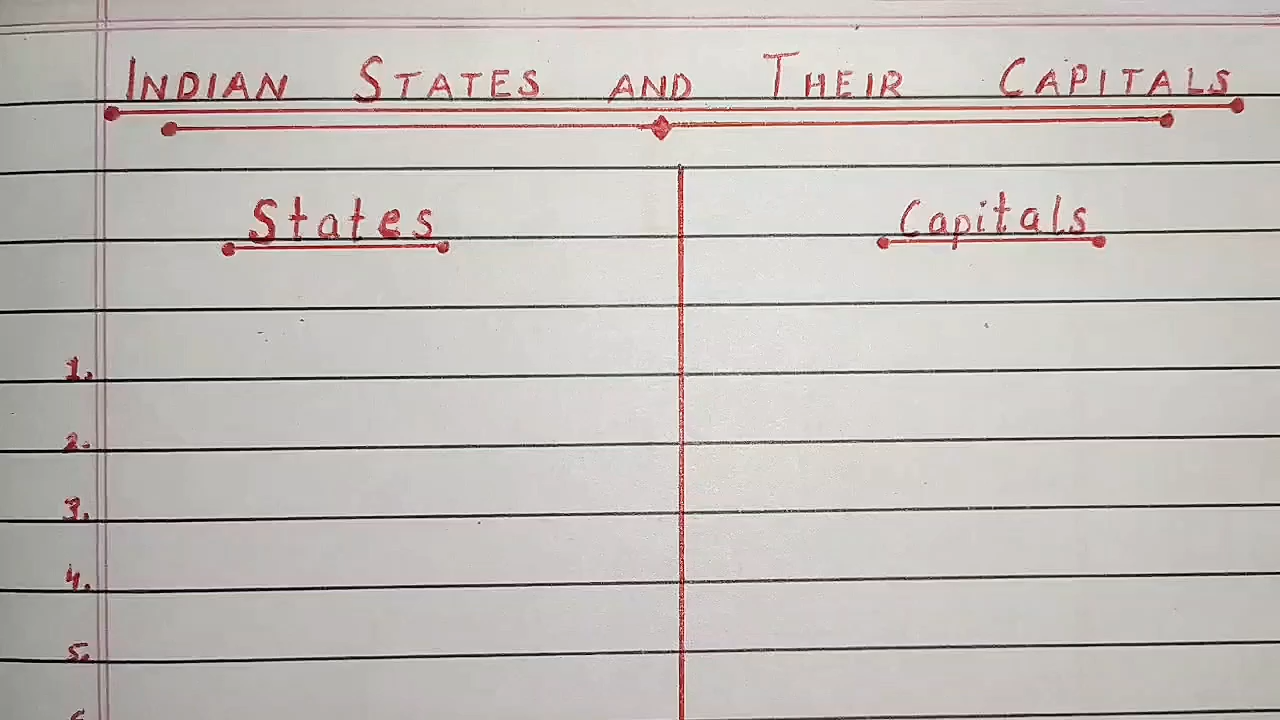 INDIAN STATES AND THEIR CAPITALS
States Capitals
1.
2.
3.
4.
5.